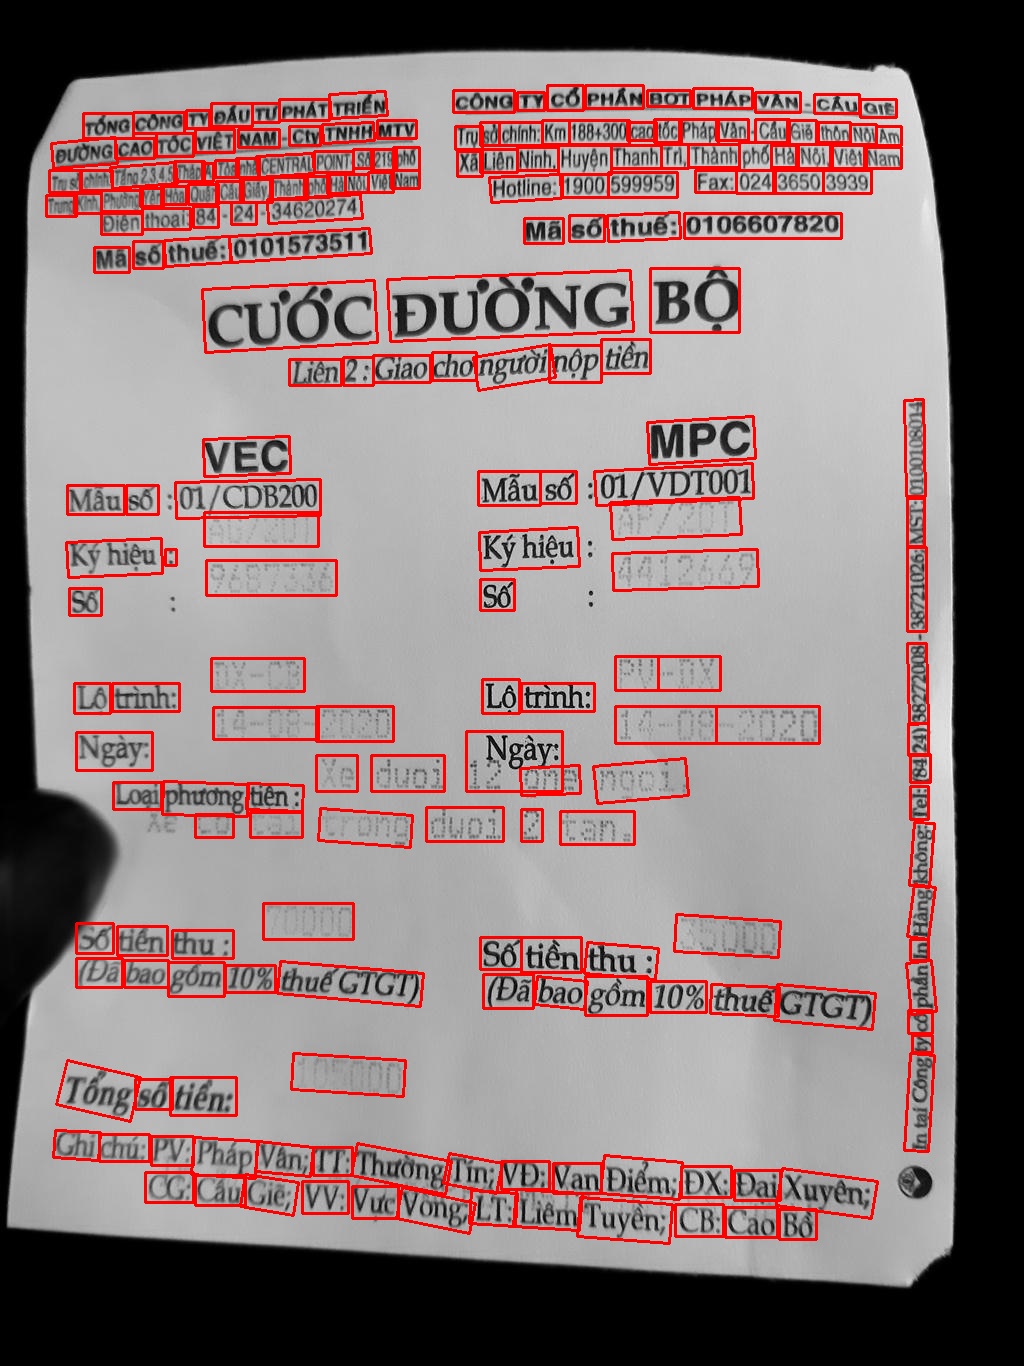 TỔNG CÔNG TY ĐẦU TƯ PHÁT TRIỂN
ĐƯỜNG CAO TỐC VIỆT NAM - Cty TNHH MTV
Trụ sở chính: Tầng 2,3,4,5 Tháp A, Tòa nhà CENTRAL POINT- Số 219 phố
Trung Kính, Phường Yên Hòa, Quận Cầu Giấy, Thành phố Hà Nội, Việt Nam
Điện thoại: 84 - 24 - 34620274
Mã số thuế: 0101573511
CÔNG TY CỔ PHẦN BOT PHÁP VÂN - CẦU GIẼ
Trụ sở chính: Km 188+300 cao tốc Pháp Vân - Cầu Giẽ thôn Nội Am
Xã Liên Ninh, Huyện Thanh Trì, Thành phố Hà Nội, Việt Nam
Hotline: 1900 599959 Fax: 024 3650 3939
Mã số thuế: 0106607820
CƯỚC ĐƯỜNG BỘ
Liên 2 : Giao cho người nộp tiền
VEC
Mẫu số : 01/CDB200
Ký hiệu : AD/20T
Số : 9687336
MPC
Mẫu số : 01/VDT001
Ký hiệu : AP/20T
Số : 4412669
Lộ trình: DX-CB
Ngày: 14-08-2020
Lộ trình: PV-DX
Ngày: 14-08-2020
Loại phương tiện : Xe duoi 12 one ngoi,
xe co tai trong duoi 2 tan.
Số tiền thu : 70000
(Đã bao gồm 10% thuế GTGT)
Số tiền thu : 35000
(Đã bao gồm 10% thuế GTGT)
Tổng số tiền: 105000
Ghi chú: PV: Pháp Vân; TT: Thường Tín; VĐ: Vạn Điểm; ĐX: Đại Xuyên;
CG: Cầu Giẽ; VV: Vực Vòng; LT: Liêm Tuyền; CB: Cao Bồ
In tại Công ty cổ phần In Hàng không; Tel: (84 24) 38272008 - 38721026; MST: 0100108014